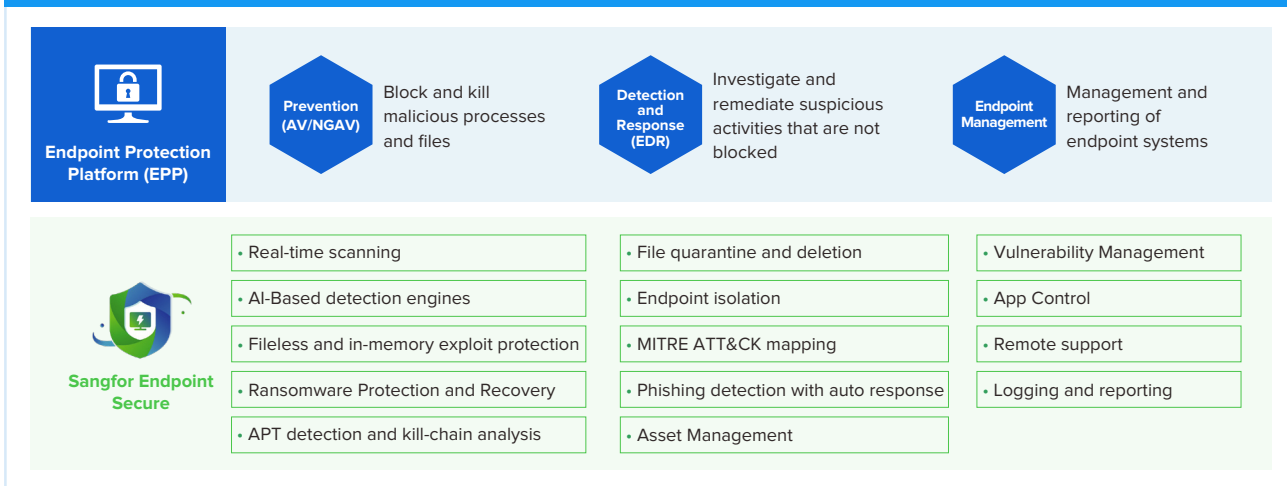 Endpoint Protection
Platform (EPP)
Prevention
(AV/NGAV)
Block and kill
malicious processes
and files
Detection
and
Response
(EDR)
Investigate and
remediate suspicious
activities that are not
blocked
Endpoint
Management
Management and
reporting of
endpoint systems
Sangfor Endpoint
Secure
• Real-time scanning
• AI-Based detection engines
• Fileless and in-memory exploit protection
• Ransomware Protection and Recovery
• APT detection and kill-chain analysis
• File quarantine and deletion
• Endpoint isolation
• MITRE ATT&CK mapping
• Phishing detection with auto response
• Asset Management
• Vulnerability Management
• App Control
• Remote support
• Logging and reporting